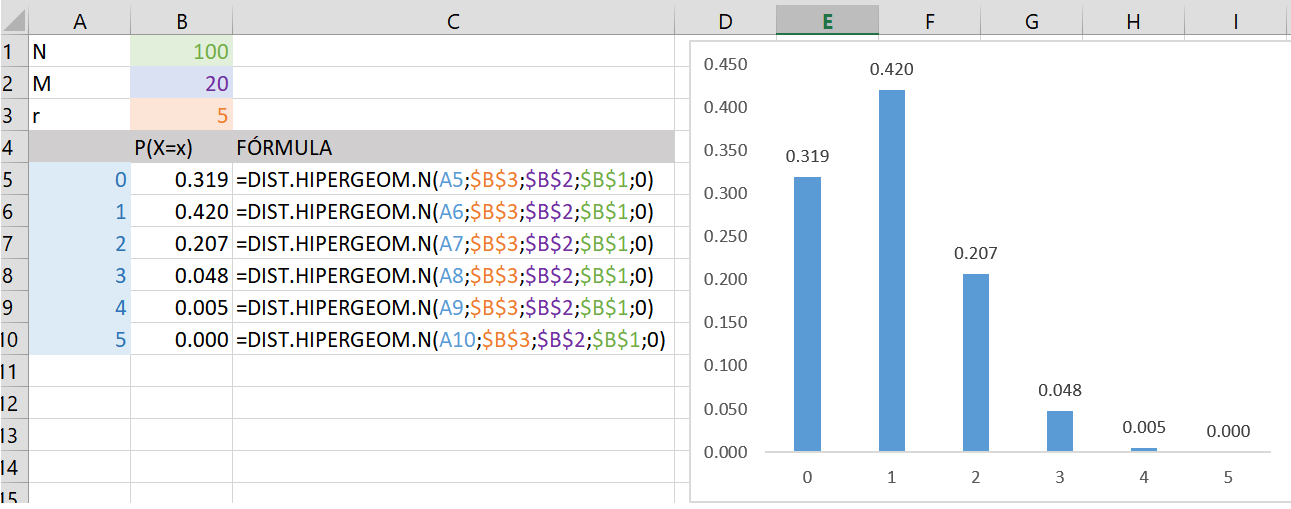 A B C D E F G H I
1 N 100
2 M 20
3 r 5
4 P(X=x) FÓRMULA
5 0 0.319 =DIST.HIPERGEOM.N(A5;$B$3;$B$2;$B$1;0)
6 1 0.420 =DIST.HIPERGEOM.N(A6;$B$3;$B$2;$B$1;0)
7 2 0.207 =DIST.HIPERGEOM.N(A7;$B$3;$B$2;$B$1;0)
8 3 0.048 =DIST.HIPERGEOM.N(A8;$B$3;$B$2;$B$1;0)
9 4 0.005 =DIST.HIPERGEOM.N(A9;$B$3;$B$2;$B$1;0)
10 5 0.000 =DIST.HIPERGEOM.N(A10;$B$3;$B$2;$B$1;0)
11
12
13
14
15
0.450
0.400
0.350
0.300
0.250
0.200
0.150
0.100
0.050
0.000
0.319
0.420
0.207
0.048
0.005
0.000
0 1 2 3 4 5